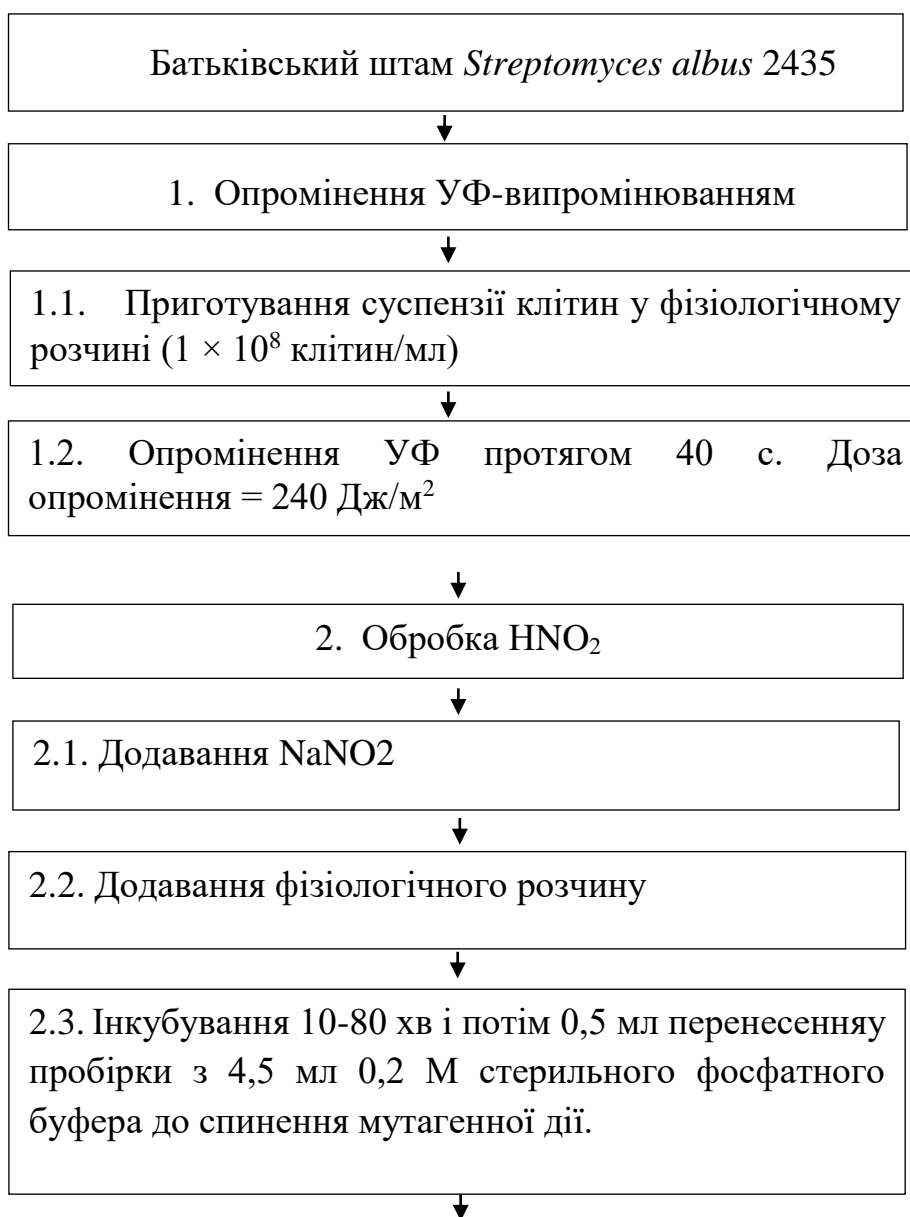 Батьківський штам Streptomyces albus 2435
1. Опромінення УФ-випромінюванням
1.1. Приготування суспензії клітин у фізіологічному
розчині (1 × 10⁸ клітин/мл)
1.2. Опромінення УФ протягом 40 с. Доза
опромінення = 240 Дж/м²
2. Обробка HNO₂
2.1. Додавання NaNO2
2.2. Додавання фізіологічного розчину
2.3. Інкубування 10-80 хв і потім 0,5 мл перенесенняу
пробірки з 4,5 мл 0,2 М стерильного фосфатного
буфера до спинення мутагенної дії.